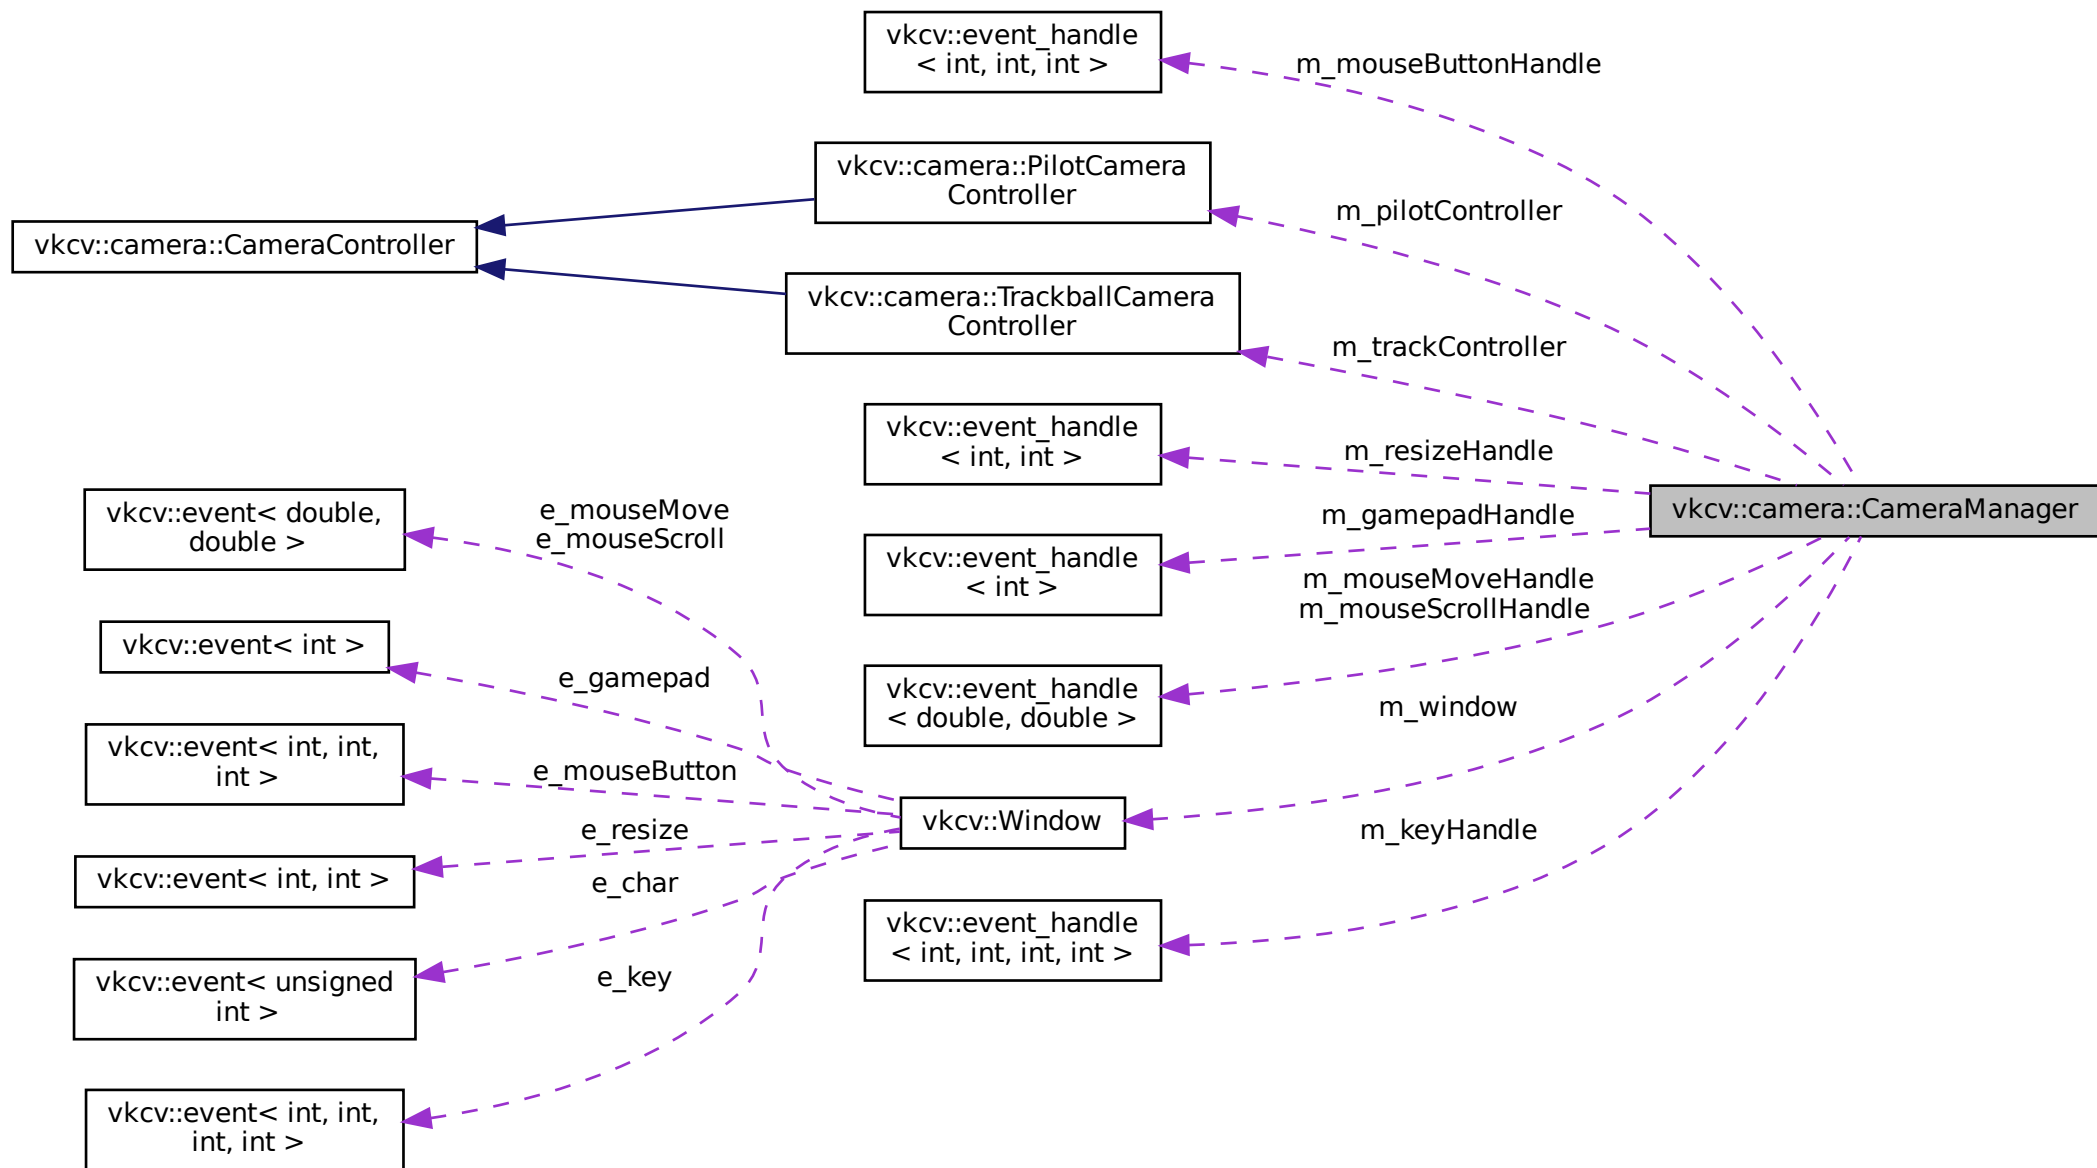 vkcv::event_handle
< int, int, int >
m_mouseButtonHandle
vkcv::camera::PilotCamera
Controller
m_pilotController
vkcv::camera::CameraController
vkcv::camera::TrackballCamera
Controller
m_trackController
vkcv::event_handle
< int, int >
m_resizeHandle
vkcv::camera::CameraManager
vkcv::event< double,
double >
e_mouseMove
e_mouseScroll
vkcv::event_handle
< int >
m_gamepadHandle
m_mouseMoveHandle
m_mouseScrollHandle
vkcv::event< int >
e_gamepad
vkcv::event_handle
< double, double >
m_window
vkcv::event< int, int,
int >
e_mouseButton
vkcv::Window
e_resize
m_keyHandle
vkcv::event< int, int >
e_char
vkcv::event_handle
< int, int, int, int >
vkcv::event< unsigned
int >
e_key
vkcv::event< int, int,
int, int >